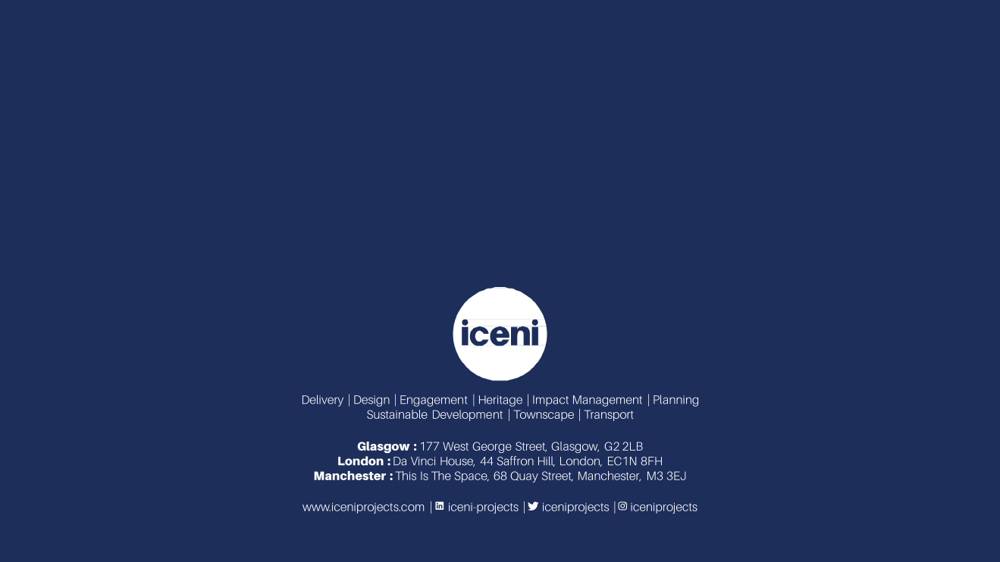 iceni
Delivery | Design | Engagement | Heritage | Impact Management | Planning
Sustainable Development | Townscape | Transport
Glasgow : 177 West George Street, Glasgow, G2 2LB
London : Da Vinci House, 44 Saffron Hill, London, EC1N 8FH
Manchester : This Is The Space, 68 Quay Street, Manchester, M3 3EJ
www.iceniprojects.com | in iceni-projects | iceniprojects | iceniprojects